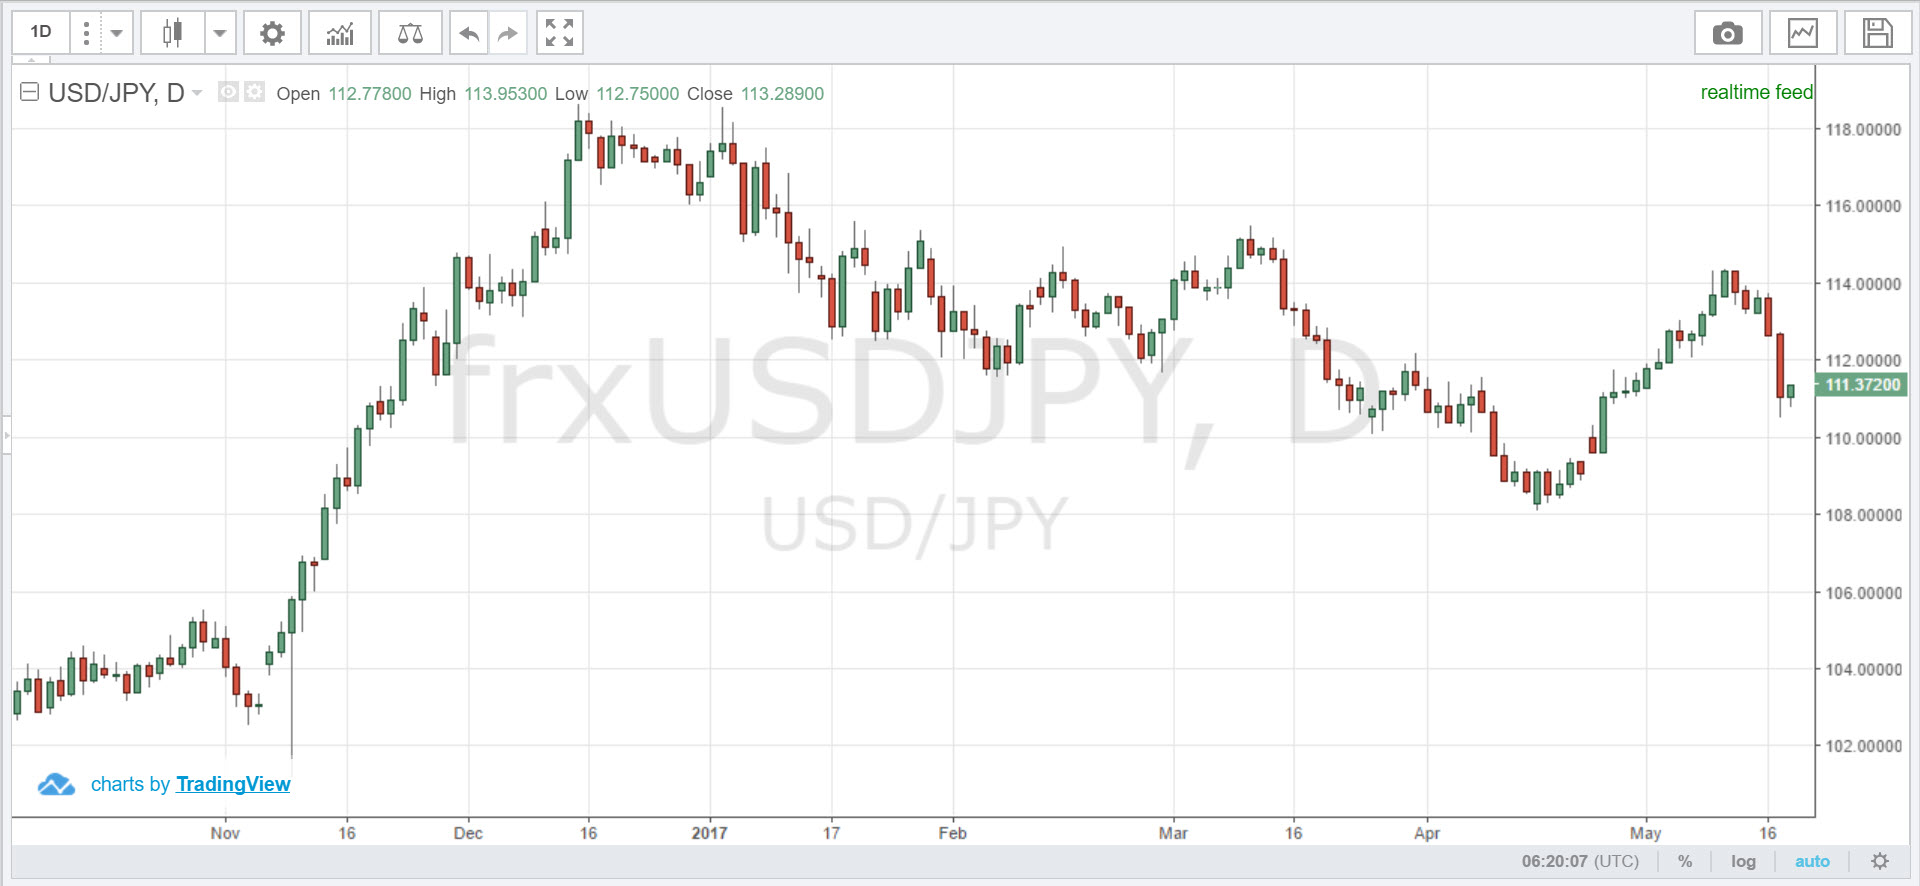 1D
USD/JPY, D
Open 112.77800 High 113.95300 Low 112.75000 Close 113.28900
realtime feed
118.00000
116.00000
114.00000
112.00000
111.37200
110.00000
108.00000
106.00000
104.00000
102.00000
frxUSDJPY, D
USD/JPY
charts by TradingView
Nov 16 Dec 16 2017 17 Feb Mar 16 Apr May 16
06:20:07 (UTC) % log auto